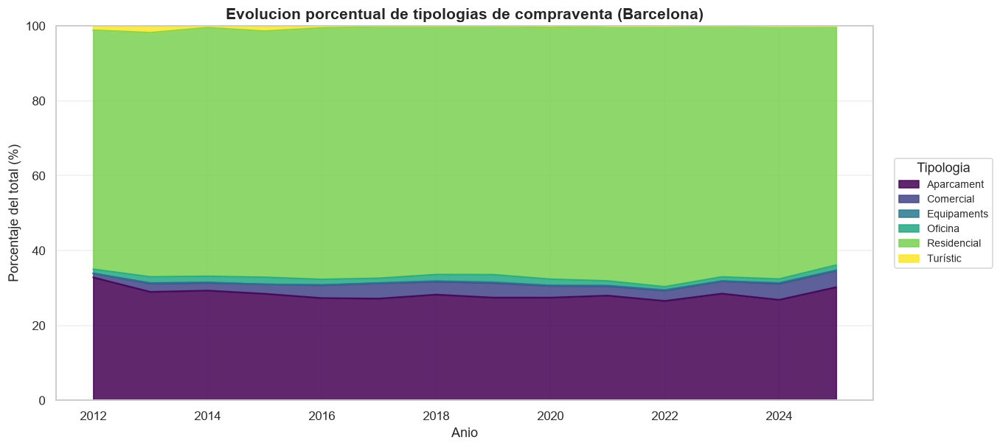 Evolucion porcentual de tipologias de compraventa (Barcelona)
100
80
60
40
20
0
Porcentaje del total (%)
2012 2014 2016 2018 2020 2022 2024
Anio
Tipologia
Aparcament
Comercial
Equipaments
Oficina
Residencial
Turístic